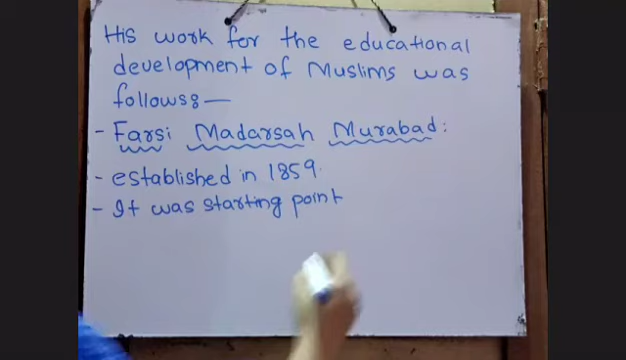 His work for the educational
development of Muslims was
follows:—
- Farsi Madarsah Murabad:
- established in 1859.
- It was starting point